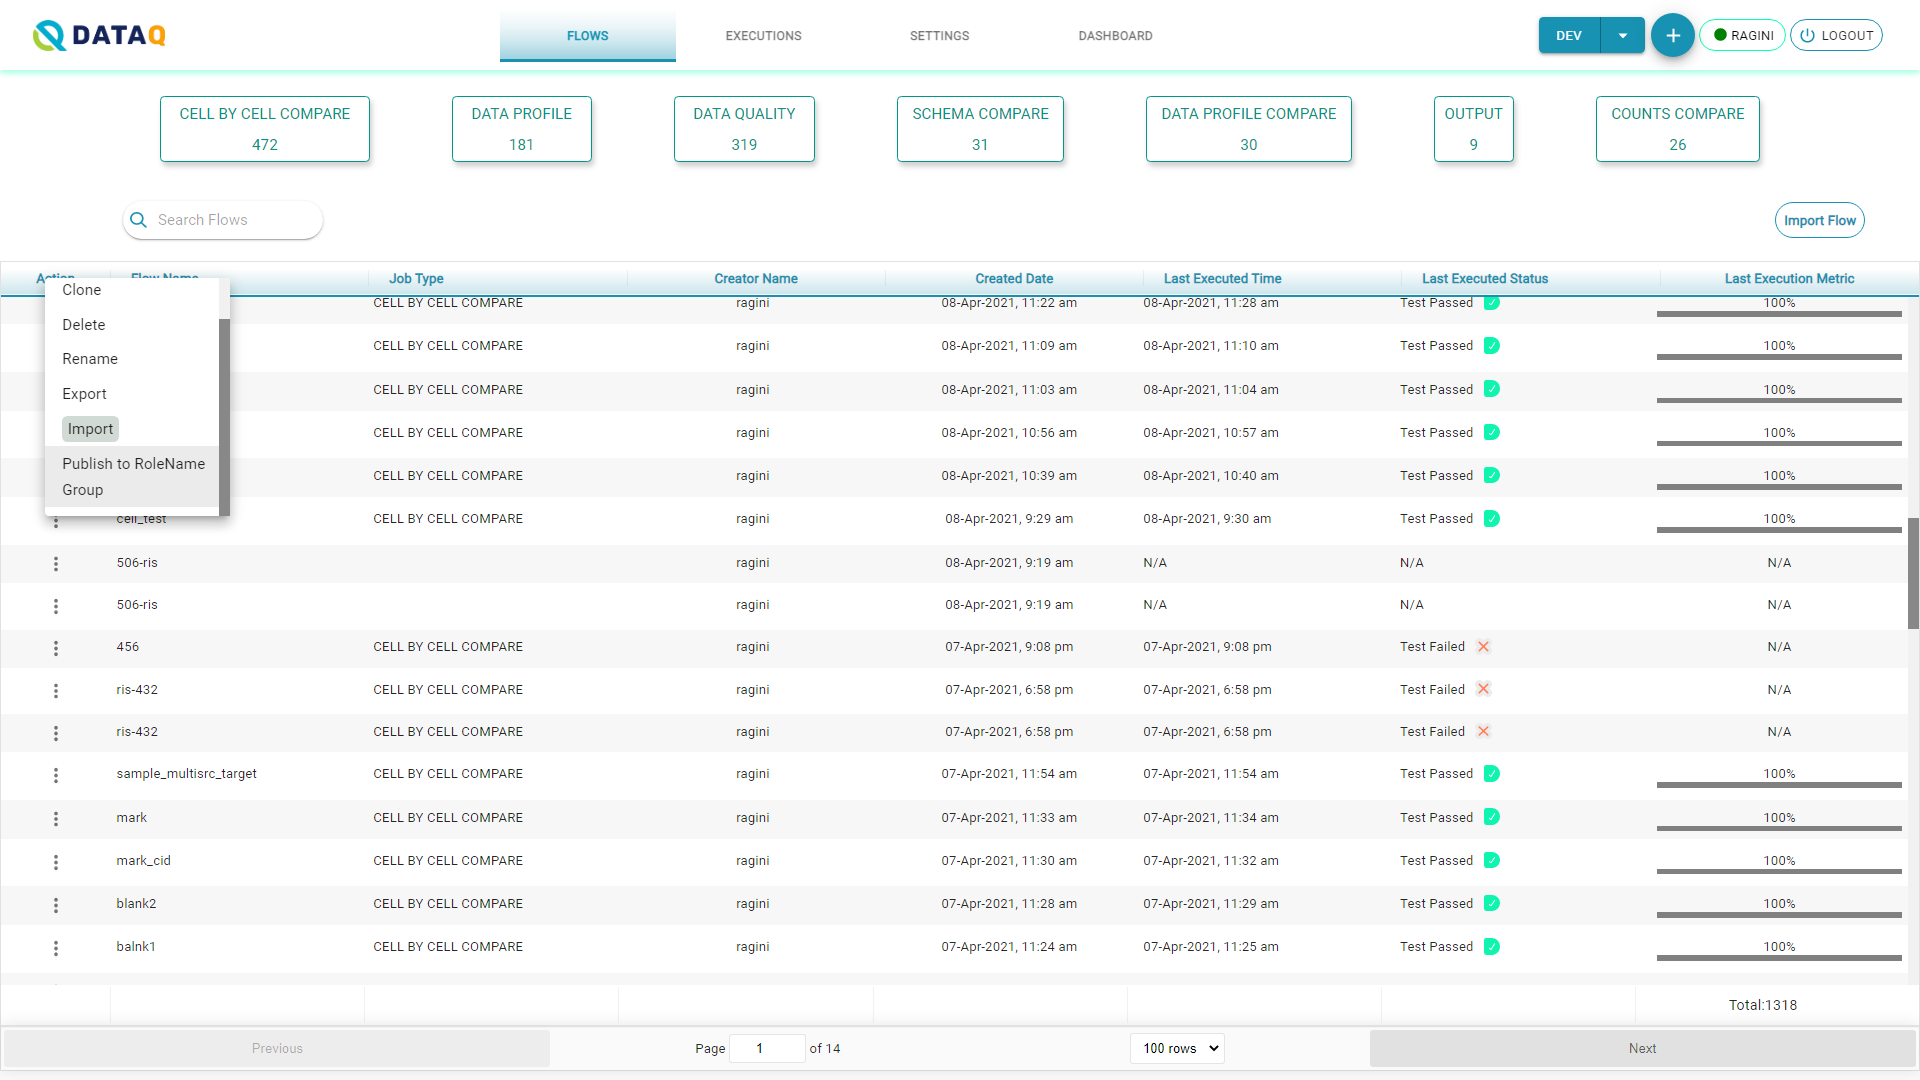 DATAQ
FLOWS
EXECUTIONS
SETTINGS
DASHBOARD
DEV
RAGINI
LOGOUT
CELL BY CELL COMPARE
472
DATA PROFILE
181
DATA QUALITY
319
SCHEMA COMPARE
31
DATA PROFILE COMPARE
30
OUTPUT
9
COUNTS COMPARE
26
Search Flows
Import Flow
Action Flow Name Job Type Creator Name Created Date Last Executed Time Last Executed Status Last Execution Metric
Clone
Delete
Rename
Export
Import
Publish to RoleName
Group
CELL BY CELL COMPARE ragini 08-Apr-2021, 11:22 am 08-Apr-2021, 11:28 am Test Passed 100%
CELL BY CELL COMPARE ragini 08-Apr-2021, 11:09 am 08-Apr-2021, 11:10 am Test Passed 100%
CELL BY CELL COMPARE ragini 08-Apr-2021, 11:03 am 08-Apr-2021, 11:04 am Test Passed 100%
CELL BY CELL COMPARE ragini 08-Apr-2021, 10:56 am 08-Apr-2021, 10:57 am Test Passed 100%
CELL BY CELL COMPARE ragini 08-Apr-2021, 10:39 am 08-Apr-2021, 10:40 am Test Passed 100%
cell_test CELL BY CELL COMPARE ragini 08-Apr-2021, 9:29 am 08-Apr-2021, 9:30 am Test Passed 100%
506-ris ragini 08-Apr-2021, 9:19 am N/A N/A N/A
506-ris ragini 08-Apr-2021, 9:19 am N/A N/A N/A
456 CELL BY CELL COMPARE ragini 07-Apr-2021, 9:08 pm 07-Apr-2021, 9:08 pm Test Failed N/A
ris-432 CELL BY CELL COMPARE ragini 07-Apr-2021, 6:58 pm 07-Apr-2021, 6:58 pm Test Failed N/A
ris-432 CELL BY CELL COMPARE ragini 07-Apr-2021, 6:58 pm 07-Apr-2021, 6:58 pm Test Failed N/A
sample_multisrc_target CELL BY CELL COMPARE ragini 07-Apr-2021, 11:54 am 07-Apr-2021, 11:54 am Test Passed 100%
mark CELL BY CELL COMPARE ragini 07-Apr-2021, 11:33 am 07-Apr-2021, 11:34 am Test Passed 100%
mark_cid CELL BY CELL COMPARE ragini 07-Apr-2021, 11:30 am 07-Apr-2021, 11:32 am Test Passed 100%
blank2 CELL BY CELL COMPARE ragini 07-Apr-2021, 11:28 am 07-Apr-2021, 11:29 am Test Passed 100%
balnk1 CELL BY CELL COMPARE ragini 07-Apr-2021, 11:24 am 07-Apr-2021, 11:25 am Test Passed 100%
Total:1318
Previous
Page 1 of 14
100 rows
Next